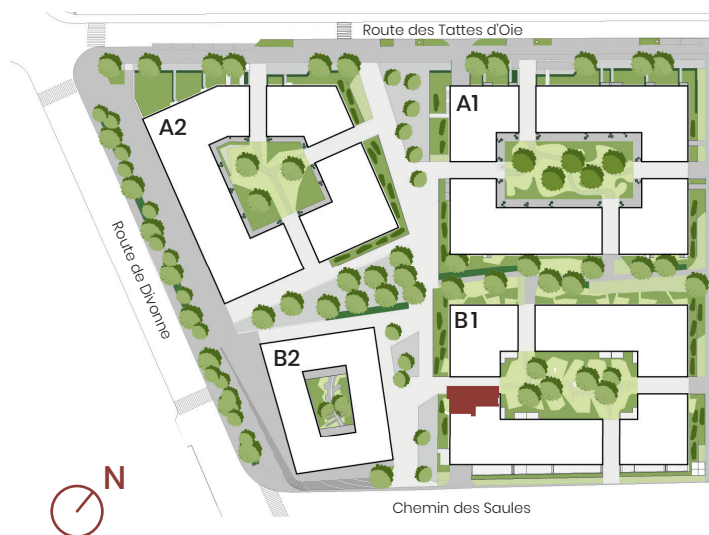 Route des Tattes d'Oie
A2
A1
Route de Divonne
B1
B2
N
Chemin des Saules